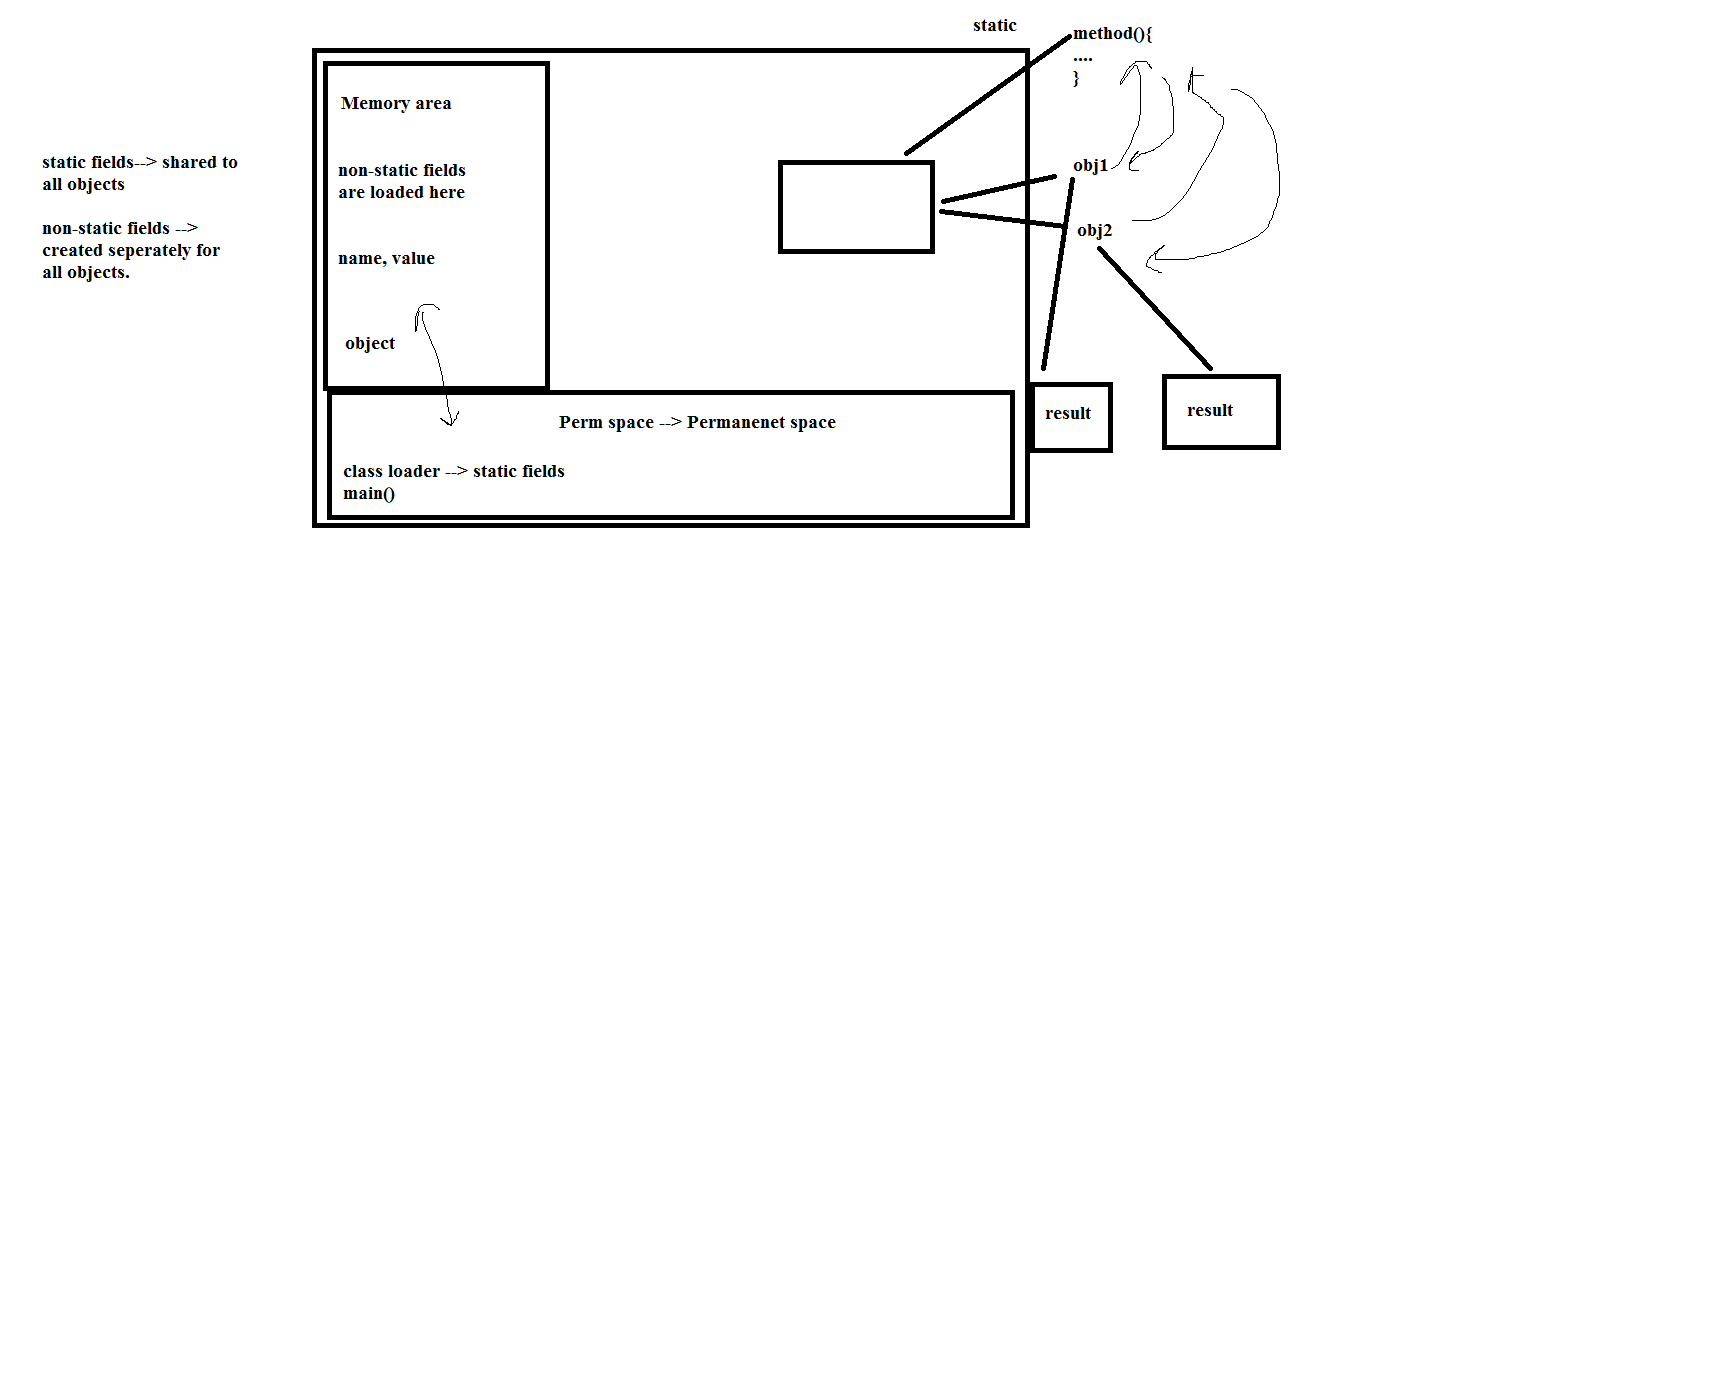 static
method(){
....
}
Memory area
static fields--> shared to
all objects
non-static fields
are loaded here
obj1
non-static fields -->
created seperately for
all objects.
name, value
obj2
object
result
result
Perm space --> Permanenet space
class loader --> static fields
main()